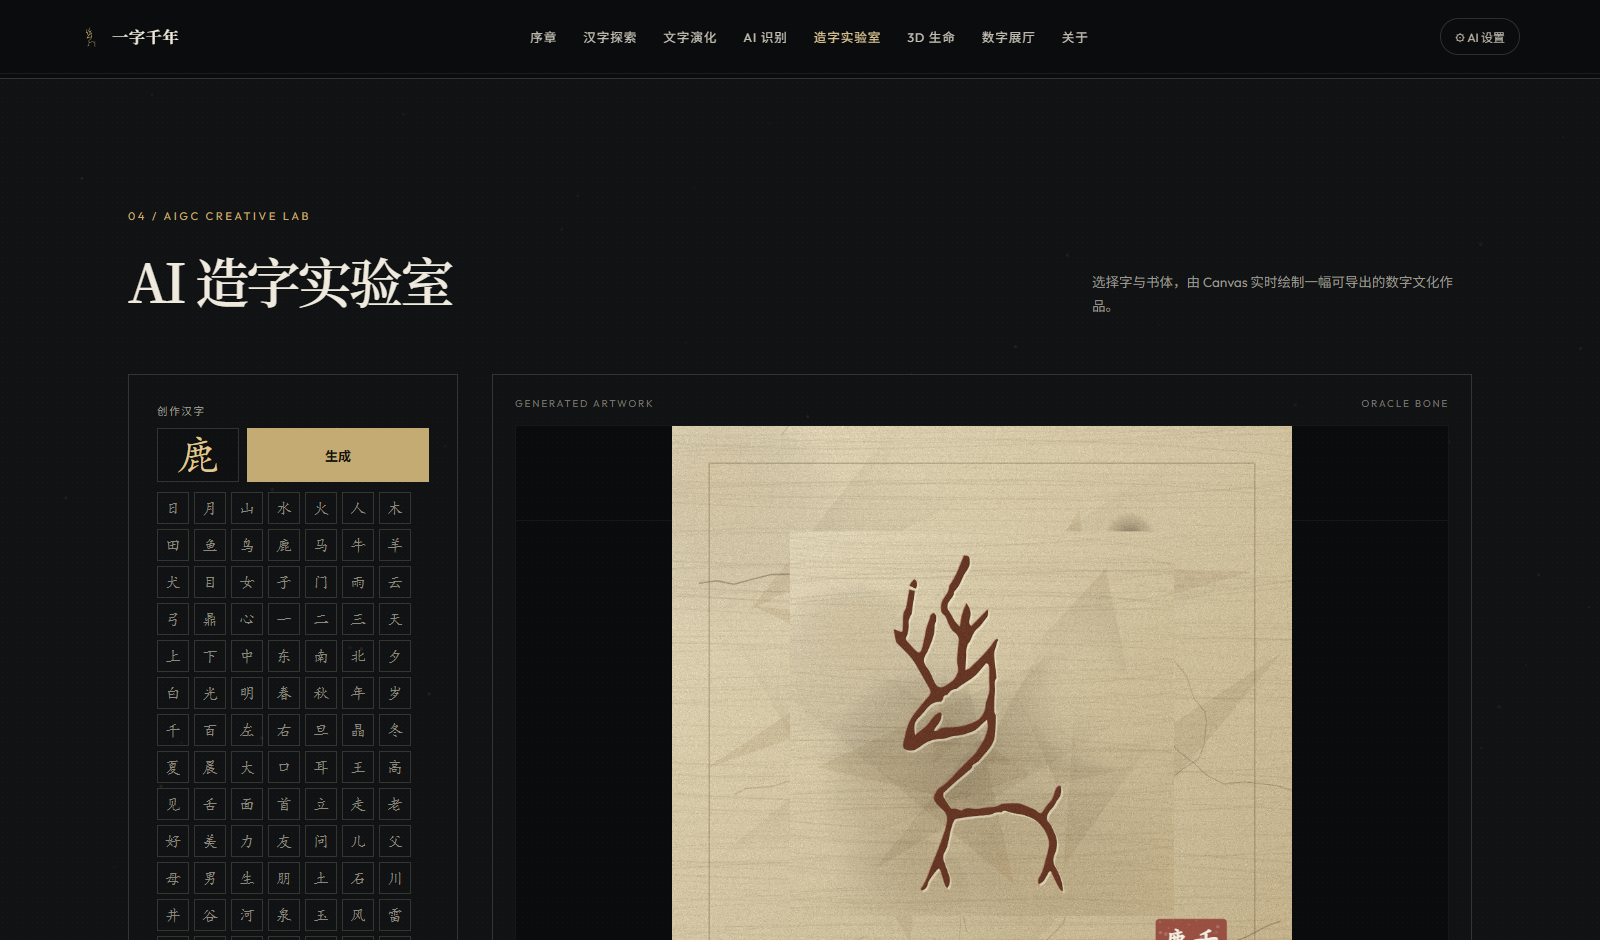 一字千年
序章 汉字探索 文字演化 AI 识别 造字实验室 3D 生命 数字展厅 关于
AI 设置
04 / AIGC CREATIVE LAB
AI 造字实验室
选择字与书体，由 Canvas 实时绘制一幅可导出的数字文化作
品。
创作汉字
鹿 生成
日 月 山 水 火 人 木
田 鱼 鸟 鹿 马 牛 羊
犬 目 女 子 门 雨 云
弓 鼎 心 一 二 三 天
上 下 中 东 南 北 夕
白 光 明 春 秋 年 岁
千 百 左 右 旦 晶 冬
夏 晨 大 口 耳 王 高
见 舌 面 首 立 走 老
好 美 力 友 问 儿 父
母 男 生 朋 土 石 川
井 谷 河 泉 玉 风 雷
GENERATED ARTWORK
ORACLE BONE